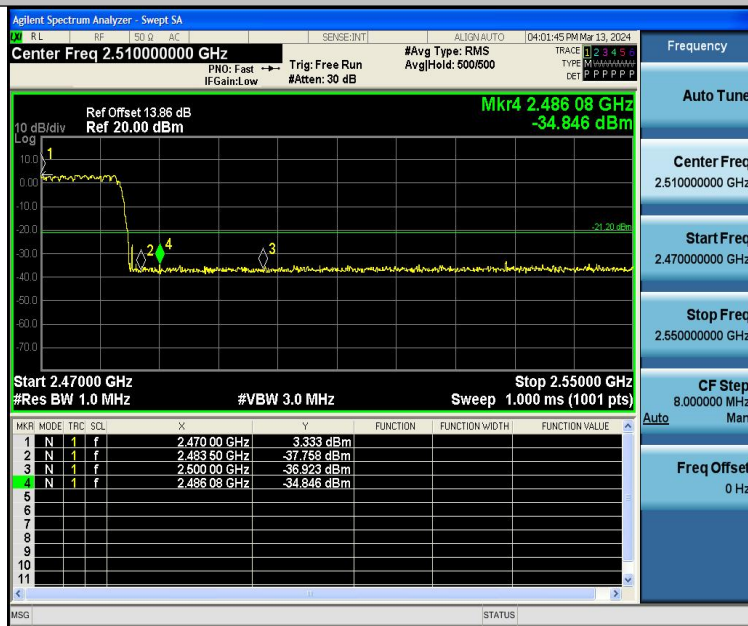 Agilent Spectrum Analyzer - Swept SA
LXI RL RF 50 Ω AC SENSE:INT ALIGN AUTO 04:01:45 PM Mar 13, 2024
Center Freq 2.510000000 GHz
PNO: Fast
IFGain:Low
Trig: Free Run
#Atten: 30 dB
#Avg Type: RMS
Avg|Hold: 500/500
TRACE 1 2 3 4 5 6
TYPE M
DET P P P P P P
Frequency
Auto Tune
Center Freq
2.510000000 GHz
Start Freq
2.470000000 GHz
Stop Freq
2.550000000 GHz
CF Step
8.000000 MHz
Auto Man
Freq Offset
0 Hz
Mkr4 2.486 08 GHz
-34.846 dBm
Ref Offset 13.86 dB
10 dB/div Ref 20.00 dBm
Log
10.0
0.00
-10.0
-20.0
-30.0
-40.0
-50.0
-60.0
-70.0
1
2
4
3
-21.20 dBm
Start 2.47000 GHz Stop 2.55000 GHz
#Res BW 1.0 MHz #VBW 3.0 MHz Sweep 1.000 ms (1001 pts)
MKR MODE TRC SCL X Y FUNCTION FUNCTION WIDTH FUNCTION VALUE
1 N 1 f 2.470 00 GHz 3.333 dBm
2 N 1 f 2.483 50 GHz -37.758 dBm
3 N 1 f 2.500 00 GHz -36.923 dBm
4 N 1 f 2.486 08 GHz -34.846 dBm
5
6
7
8
9
10
11
MSG STATUS